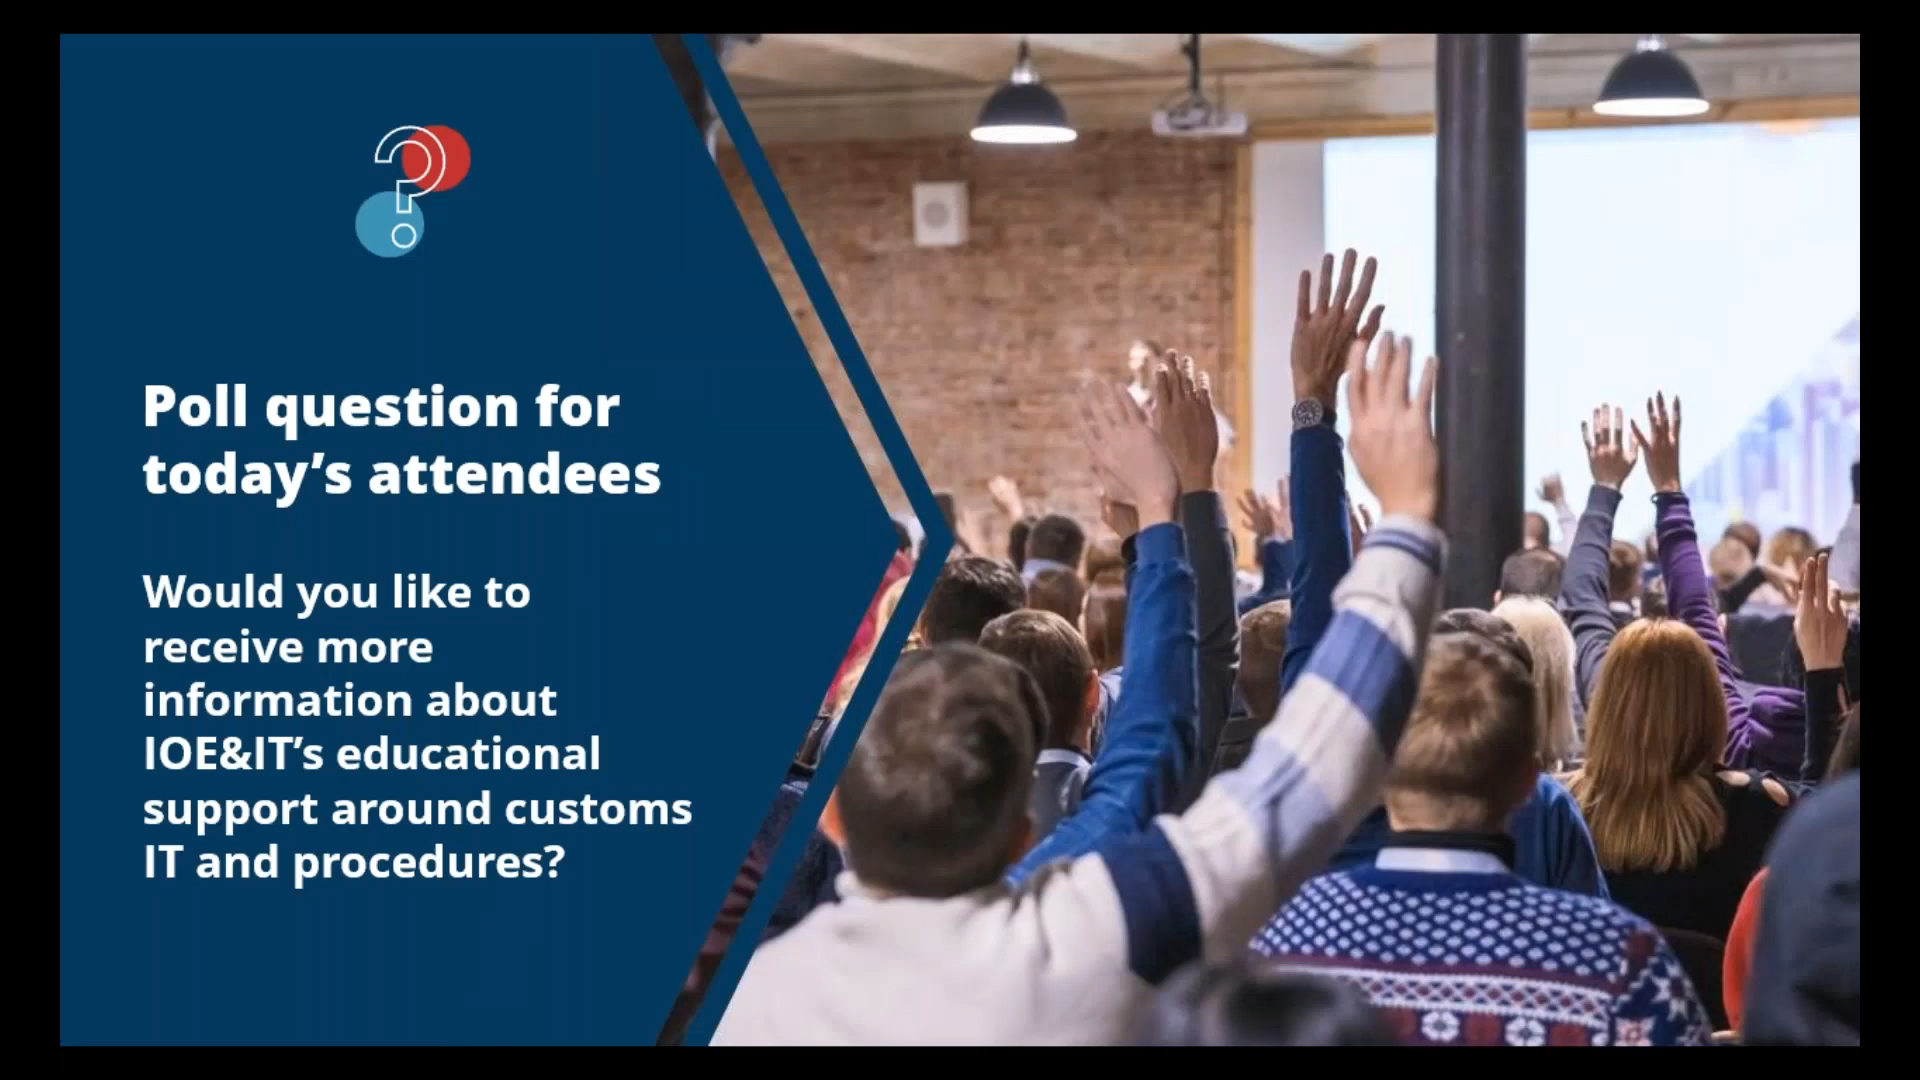 Poll question for
today’s attendees
Would you like to
receive more
information about
IOE&IT’s educational
support around customs
IT and procedures?